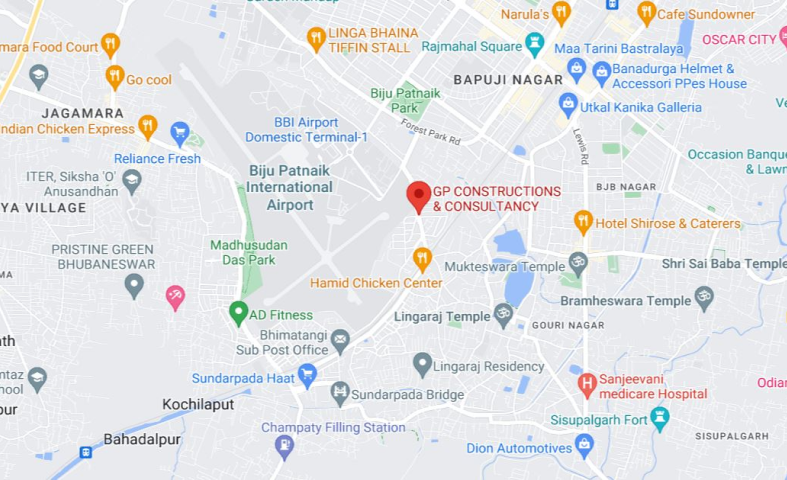 Narula's
Cafe Sundowner
LINGA BHAINA
TIFFIN STALL
mara Food Court
Rajmahal Square
Maa Tarini Bastralaya
OSCAR CITY
Go cool
BAPUJI NAGAR
Banadurga Helmet &
Accessori PPes House
Biju Patnaik
Park
Utkal Kanika Galleria
JAGAMARA
ndian Chicken Express
BBI Airport
Domestic Terminal-1
Forest Park Rd
Lewis Rd
Reliance Fresh
Occasion Banque
& Lawn
ITER, Siksha 'O'
Anusandhan
Biju Patnaik
International
Airport
GP CONSTRUCTIONS
& CONSULTANCY
BJB NAGAR
YA VILLAGE
Hotel Shirose & Caterers
PRISTINE GREEN
BHUBANESWAR
Madhusudan
Das Park
Mukteswara Temple
Shri Sai Baba Temple
Hamid Chicken Center
Bramheswara Temple
AD Fitness
Lingaraj Temple
GOURI NAGAR
Bhimatangi
Sub Post Office
Lingaraj Residency
Sundarpada Haat
Sanjeevani
medicare Hospital
Odiar
Sundarpada Bridge
Kochilaput
Sisupalgarh Fort
Champaty Filling Station
SISUPALGARH
Bahadalpur
Dion Automotives